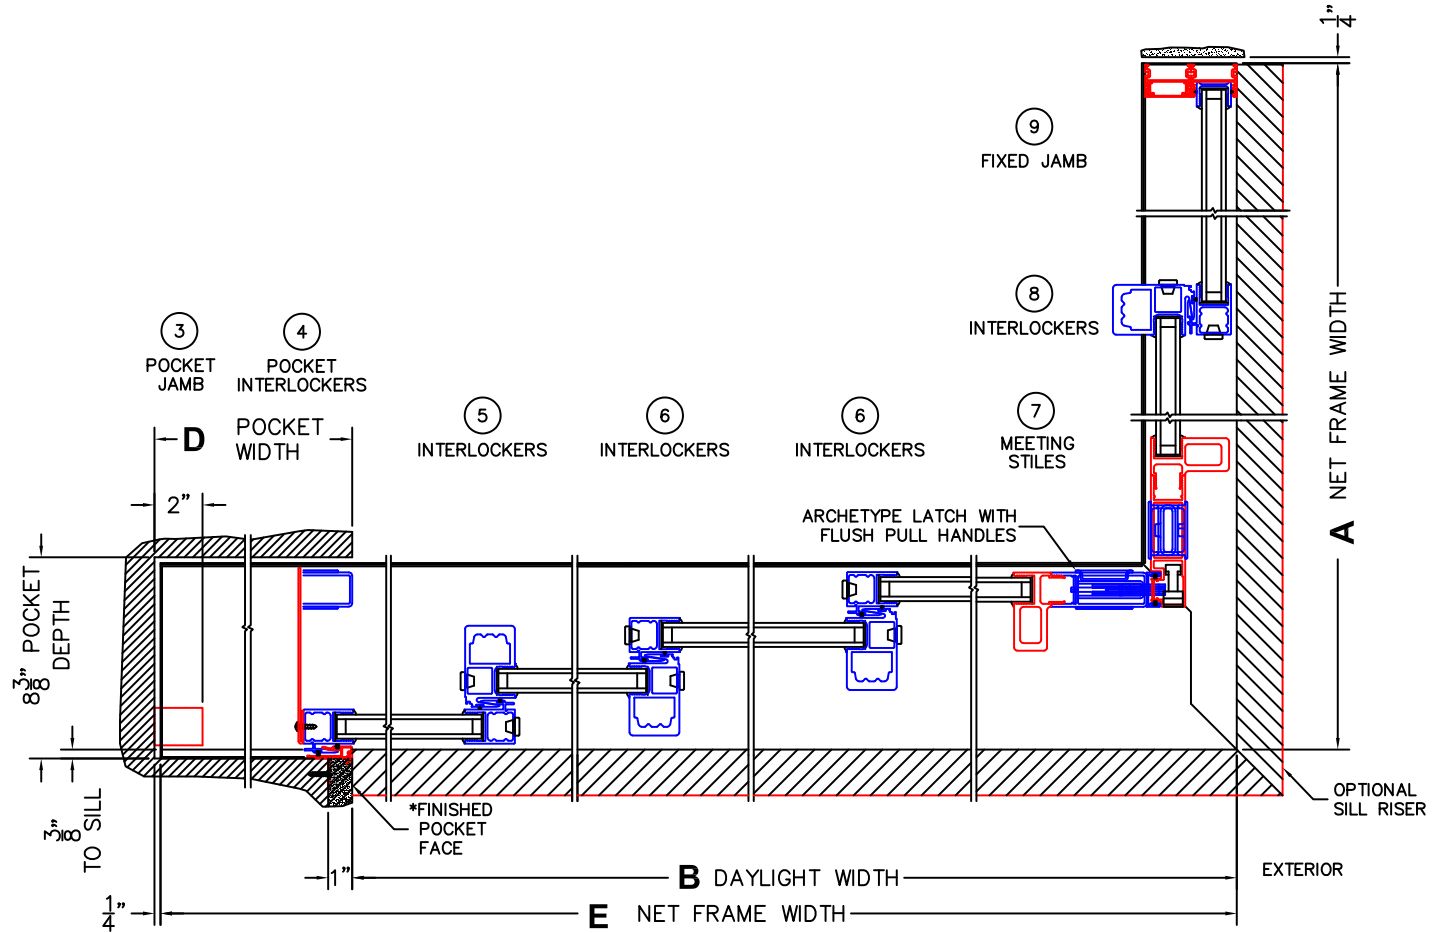 1/4"
9
FIXED JAMB
8
INTERLOCKERS
3
POCKET
JAMB
4
POCKET
INTERLOCKERS
5
INTERLOCKERS
6
INTERLOCKERS
6
INTERLOCKERS
7
MEETING
STILES
D POCKET
WIDTH
2"
ARCHETYPE LATCH WITH
FLUSH PULL HANDLES
A NET FRAME WIDTH
8 3/8" POCKET
DEPTH
3/8"
TO SILL
*FINISHED
POCKET
FACE
OPTIONAL
SILL RISER
1"
B DAYLIGHT WIDTH
EXTERIOR
1/4"
E NET FRAME WIDTH